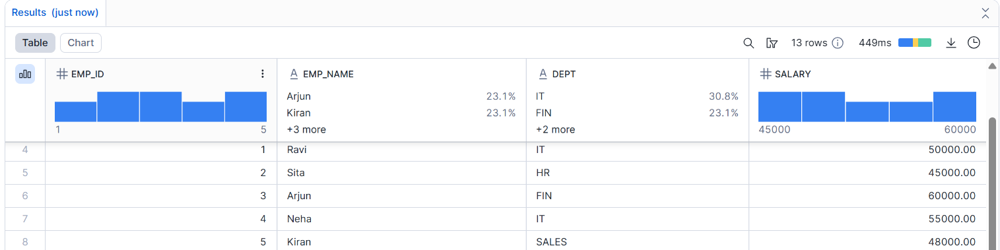 Results (just now)
Table Chart 13 rows 449ms
EMP_ID EMP_NAME DEPT SALARY
Arjun 23.1% IT 30.8%
Kiran 23.1% FIN 23.1%
1 5 +3 more +2 more 45000 60000
4 1 Ravi IT 50000.00
5 2 Sita HR 45000.00
6 3 Arjun FIN 60000.00
7 4 Neha IT 55000.00
8 5 Kiran SALES 48000.00